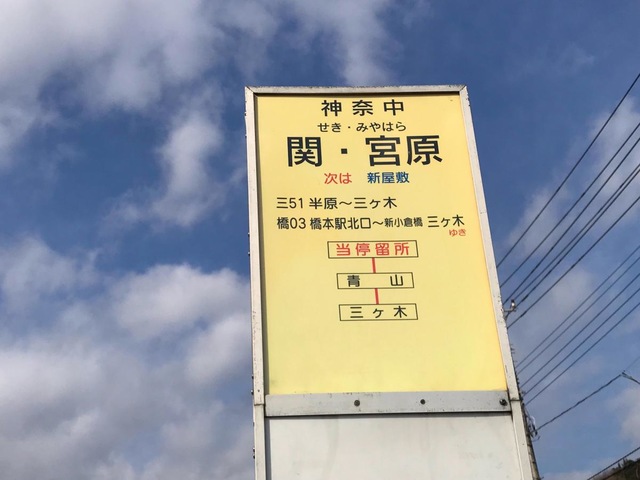 神奈中
せき・みやはら
関・宮原
次は 新屋敷
三51 半原～三ヶ木
橋03 橋本駅北口～新小倉橋 三ヶ木
ゆき
当停留所
青山
三ヶ木